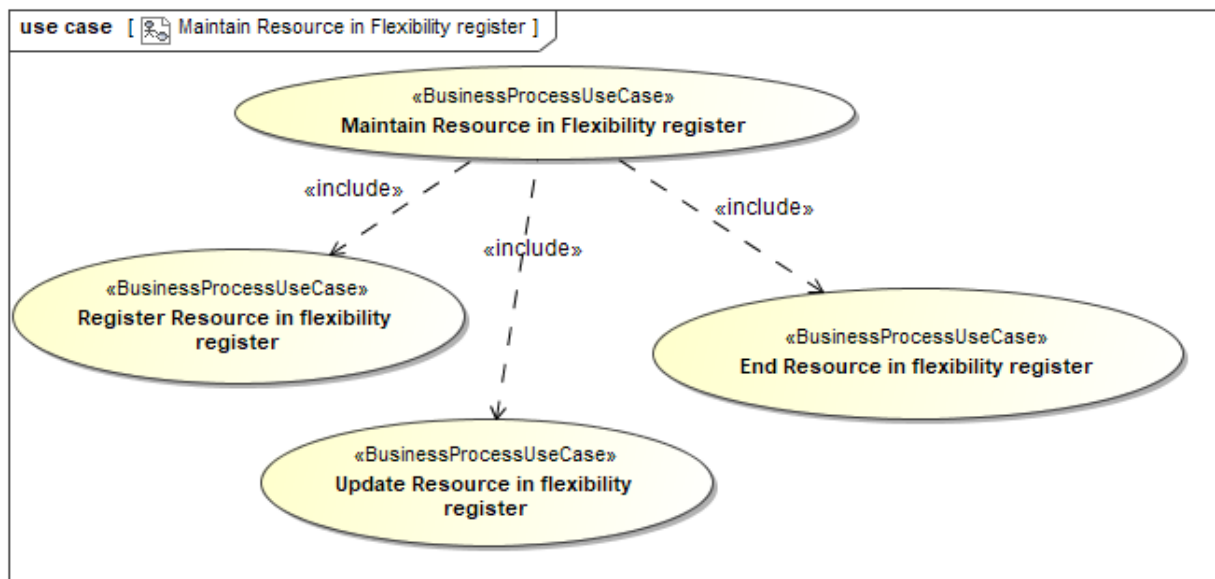 use case [ Maintain Resource in Flexibility register ]
«BusinessProcessUseCase»
Maintain Resource in Flexibility register
«include»
«include»
«include»
«BusinessProcessUseCase»
Register Resource in flexibility
register
«BusinessProcessUseCase»
End Resource in flexibility register
«BusinessProcessUseCase»
Update Resource in flexibility
register